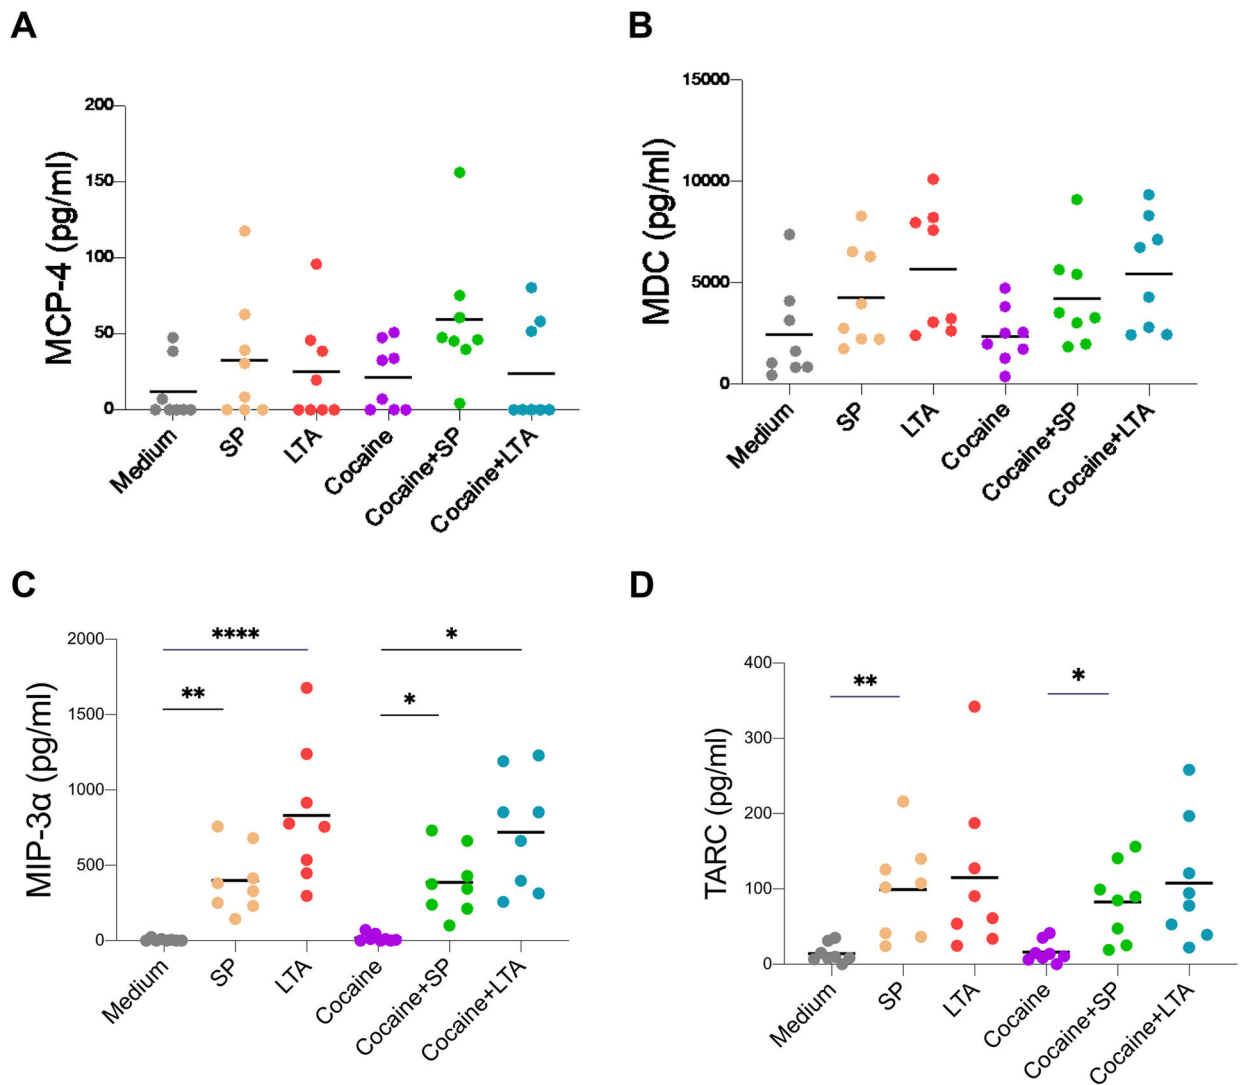 A
MCP-4 (pg/ml)
200
150
100
50
0
Medium
SP
LTA
Cocaine
Cocaine+SP
Cocaine+LTA
B
MDC (pg/ml)
15000
10000
5000
0
Medium
SP
LTA
Cocaine
Cocaine+SP
Cocaine+LTA
C
MIP-3α (pg/ml)
2000
1500
1000
500
0
****
**
*
*
Medium
SP
LTA
Cocaine
Cocaine+SP
Cocaine+LTA
D
TARC (pg/ml)
400
300
200
100
0
**
*
Medium
SP
LTA
Cocaine
Cocaine+SP
Cocaine+LTA